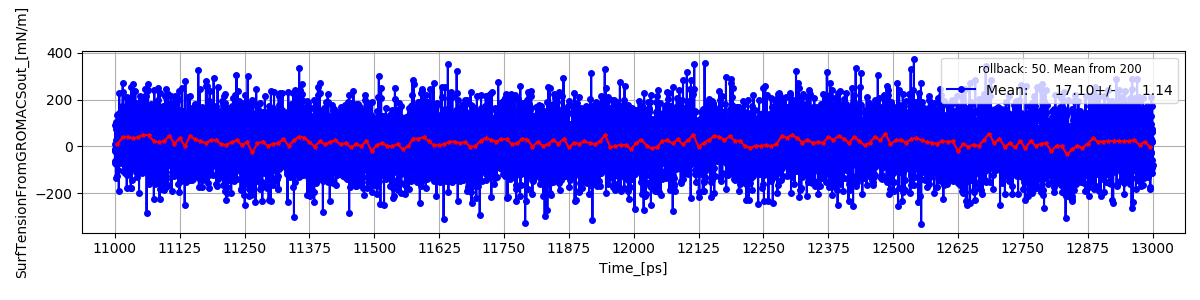 SurfTensionFromGROMACSout_[mN/m]
400
200
0
−200
rollback: 50. Mean from 200
Mean: 17.10+/- 1.14
11000 11125 11250 11375 11500 11625 11750 11875 12000 12125 12250 12375 12500 12625 12750 12875 13000
Time_[ps]